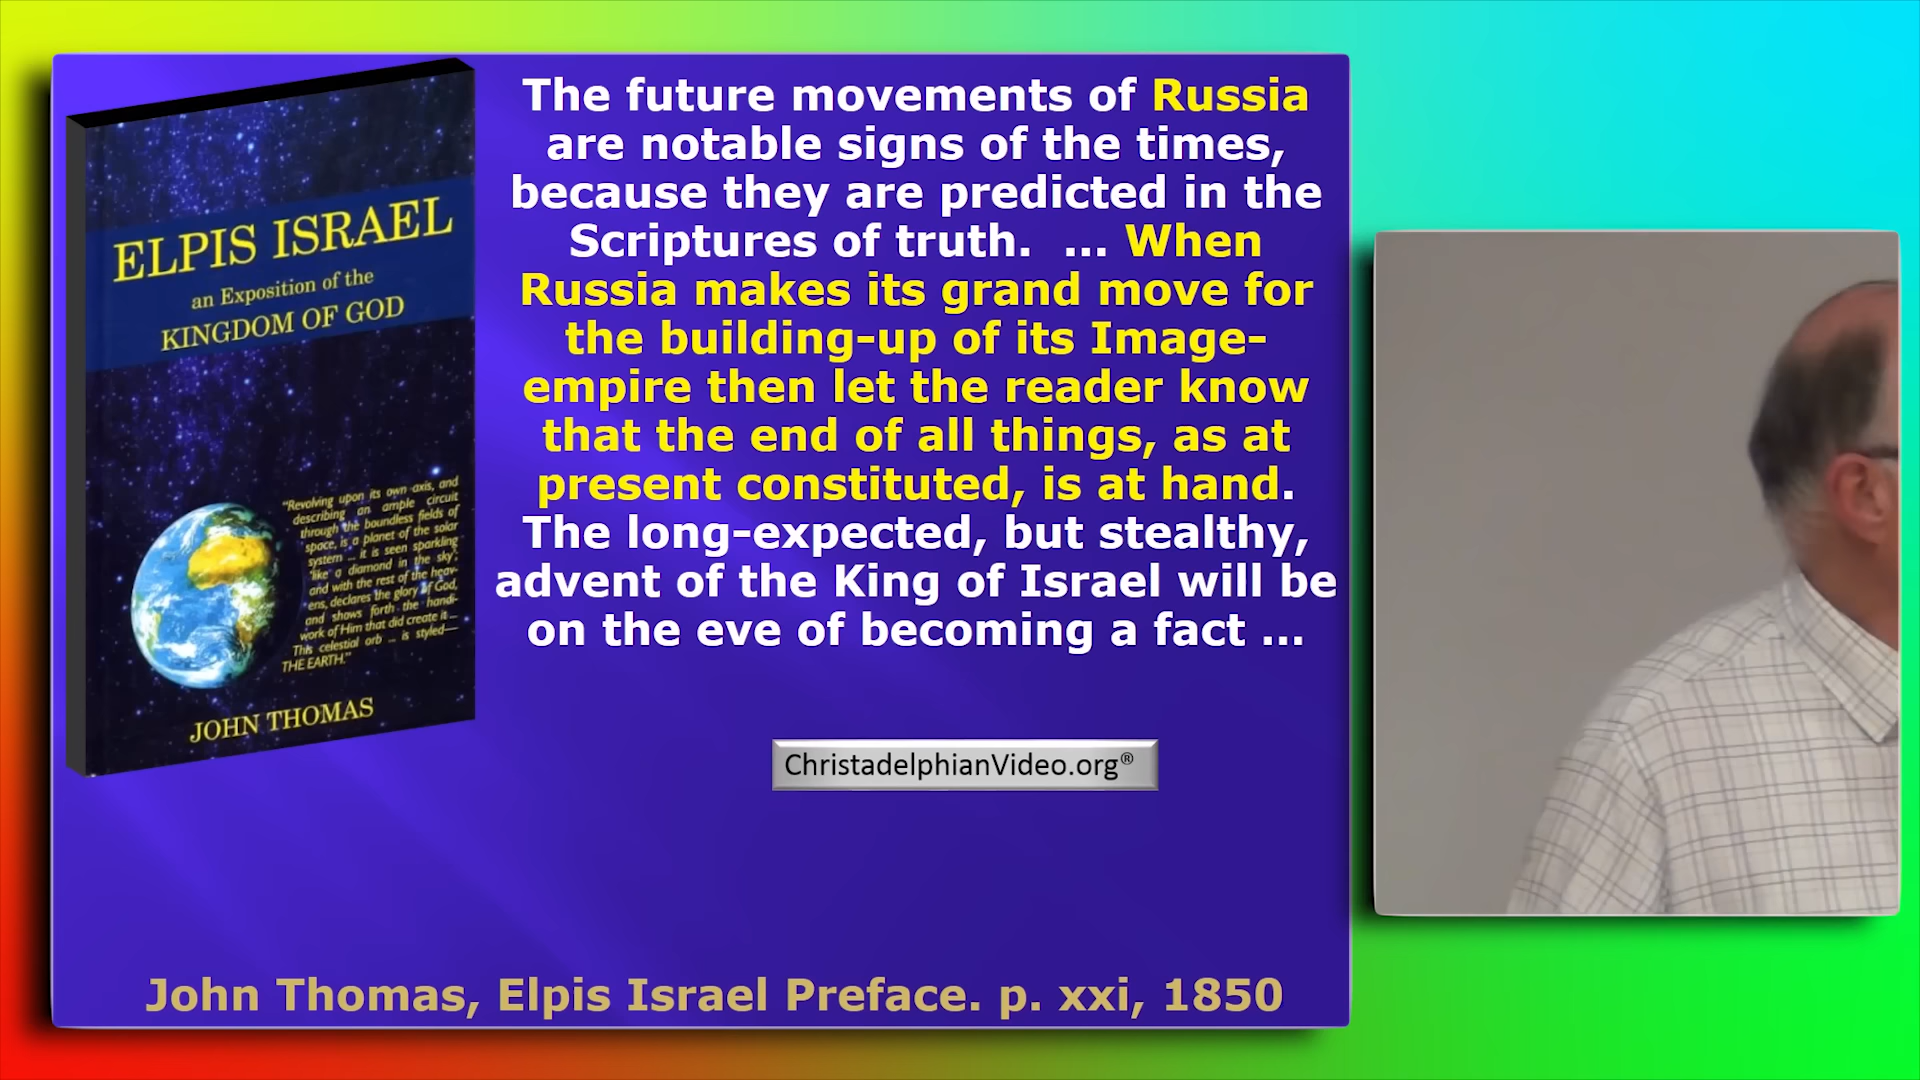 ELPIS ISRAEL
an Exposition of the
KINGDOM OF GOD
"Revolving upon its own axis, and
describing an ample circuit
through the boundless fields of
space, is a planet of the solar
system ... it is seen sparkling
"like a diamond in the sky";
and with the rest of the heav-
ens, declares the glory of God,
and shows forth the handi-
work of Him that did create it ...
This celestial orb ... is styled—
THE EARTH."
JOHN THOMAS
The future movements of Russia
are notable signs of the times,
because they are predicted in the
Scriptures of truth.  ... When
Russia makes its grand move for
the building-up of its Image-
empire then let the reader know
that the end of all things, as at
present constituted, is at hand.
The long-expected, but stealthy,
advent of the King of Israel will be
on the eve of becoming a fact ...
ChristadelphianVideo.org®
John Thomas, Elpis Israel Preface. p. xxi, 1850